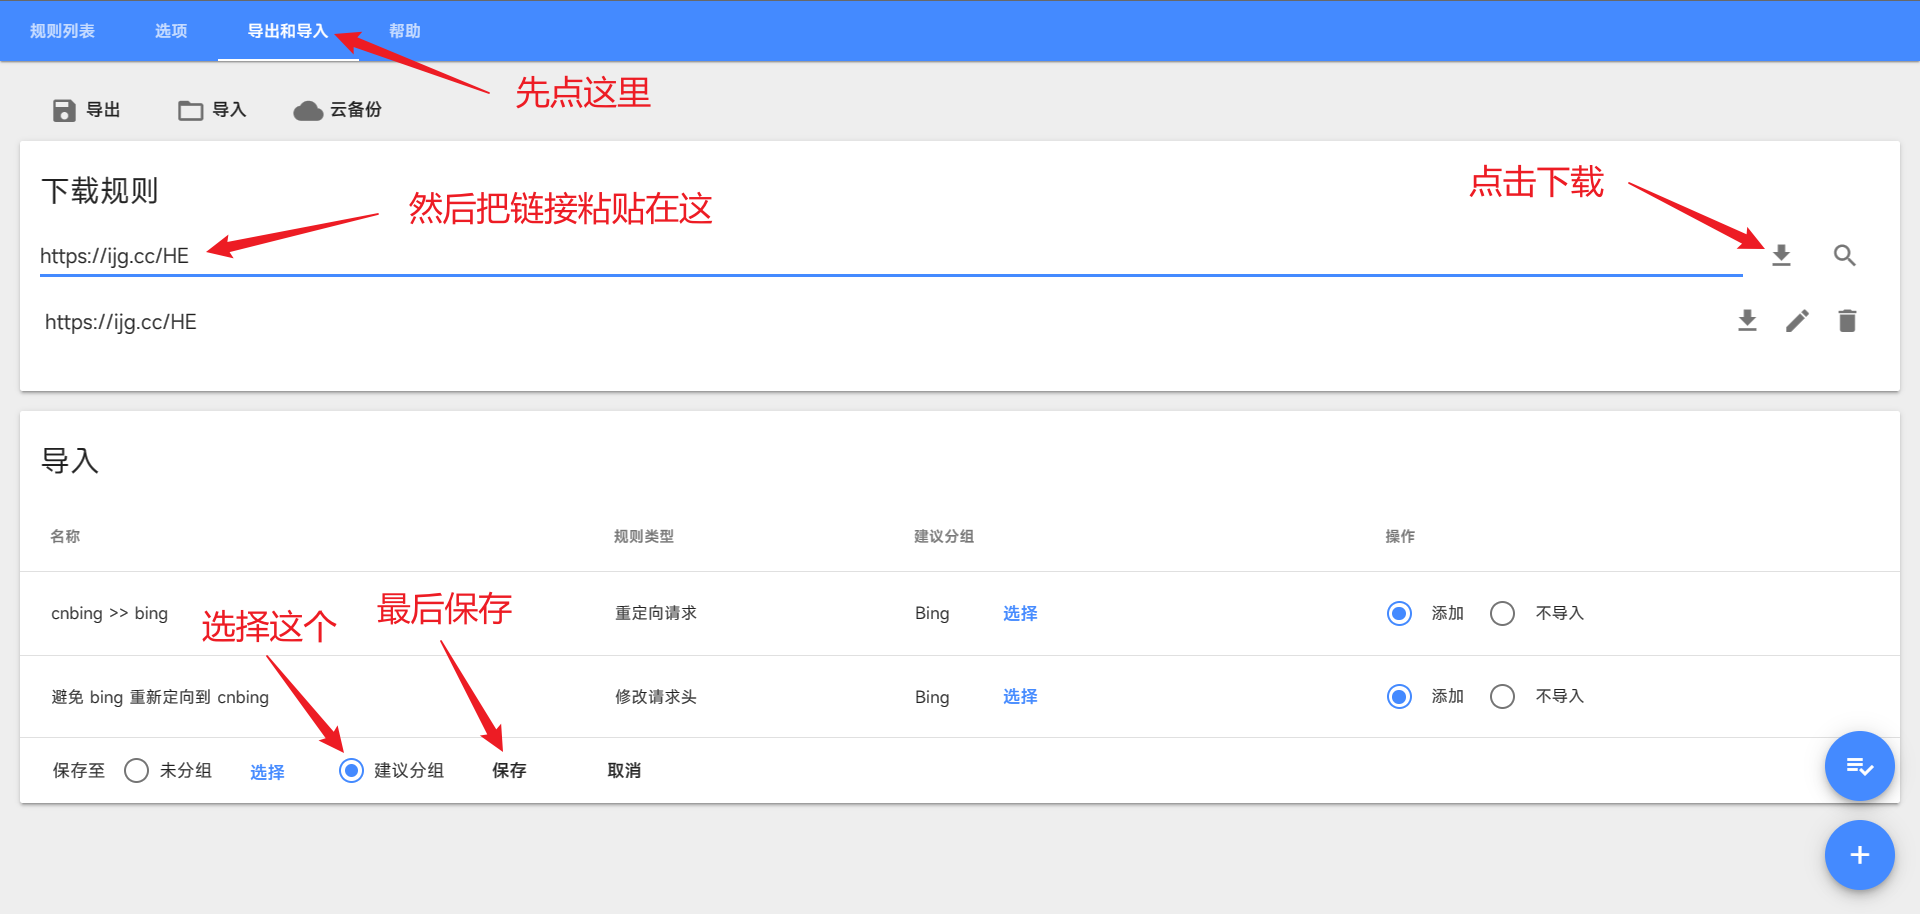 规则列表 选项 导出和导入 帮助
先点这里
导出 导入 云备份
下载规则
然后把链接粘贴在这
点击下载
https://ijg.cc/HE
https://ijg.cc/HE
导入
名称 规则类型 建议分组 操作
cnbing >> bing 重定向请求 Bing 选择 添加 不导入
选择这个
最后保存
避免 bing 重新定向到 cnbing 修改请求头 Bing 选择 添加 不导入
保存至 未分组 选择 建议分组 保存 取消